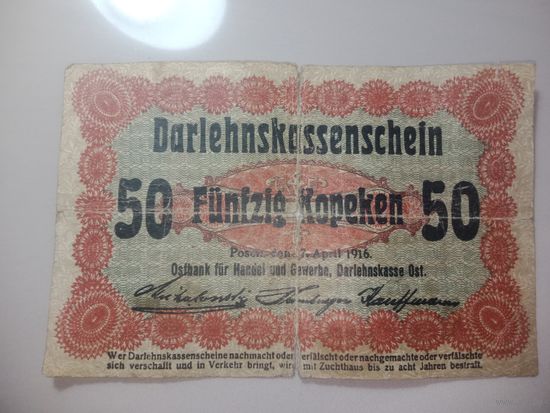 Darlehnskassenschein
50 Fünfzig Kopeken 50
Posen, den 17. April 1916.
Ostbank für Handel und Gewerbe, Darlehnskasse Ost.
Kauffmann
Wer Darlehnskassenscheine nachmacht oder verfälscht oder nachgemachte oder verfälschte
sich verschafft und in Verkehr bringt, wird mit Zuchthaus bis zu acht Jahren bestraft.